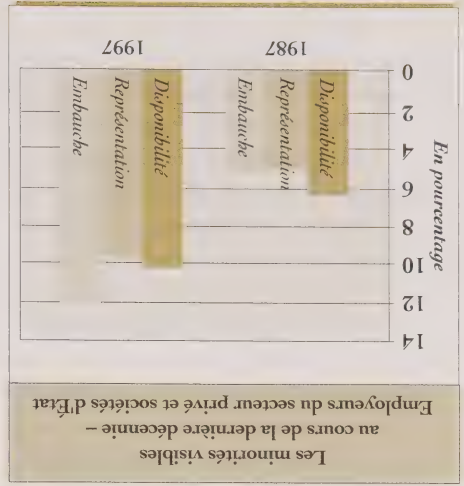 Les minorités visibles
au cours de la dernière décennie –
Employeurs du secteur privé et sociétés d'État
En pourcentage
14
12
10
8
6
4
2
0
Disponibilité
Représentation
Embauche
Disponibilité
Représentation
Embauche
1987
1997